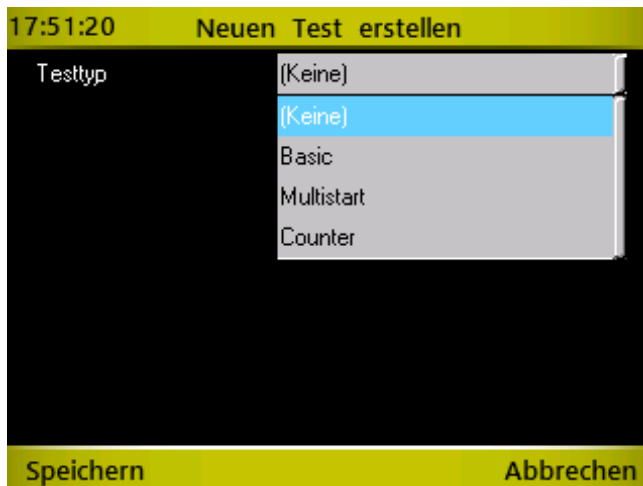 17:51:20 Neuen Test erstellen
Testtyp (Keine)
(Keine)
Basic
Multistart
Counter
Speichern Abbrechen